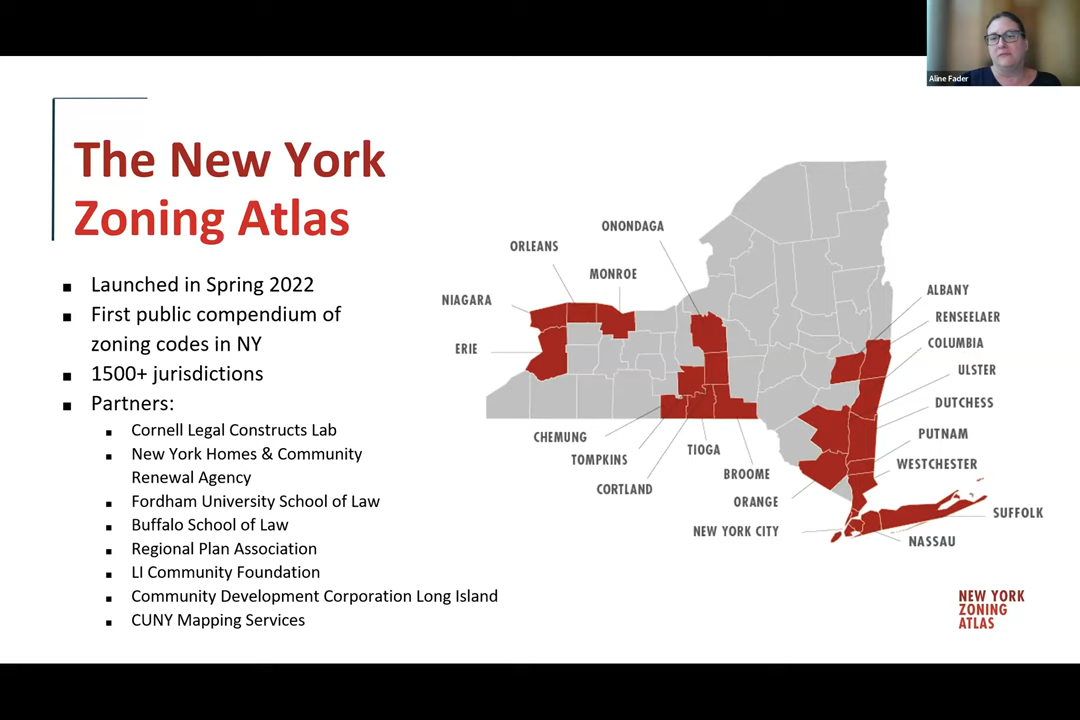 Aline Fader
The New York
Zoning Atlas
▪ Launched in Spring 2022
▪ First public compendium of
zoning codes in NY
▪ 1500+ jurisdictions
▪ Partners:
▪ Cornell Legal Constructs Lab
▪ New York Homes & Community
Renewal Agency
▪ Fordham University School of Law
▪ Buffalo School of Law
▪ Regional Plan Association
▪ LI Community Foundation
▪ Community Development Corporation Long Island
▪ CUNY Mapping Services
ONONDAGA
ORLEANS
MONROE
NIAGARA
ERIE
ALBANY
RENSEELAER
COLUMBIA
ULSTER
DUTCHESS
PUTNAM
WESTCHESTER
CHEMUNG
TOMPKINS
CORTLAND
TIOGA
BROOME
ORANGE
NEW YORK CITY
SUFFOLK
NASSAU
NEW YORK
ZONING
ATLAS